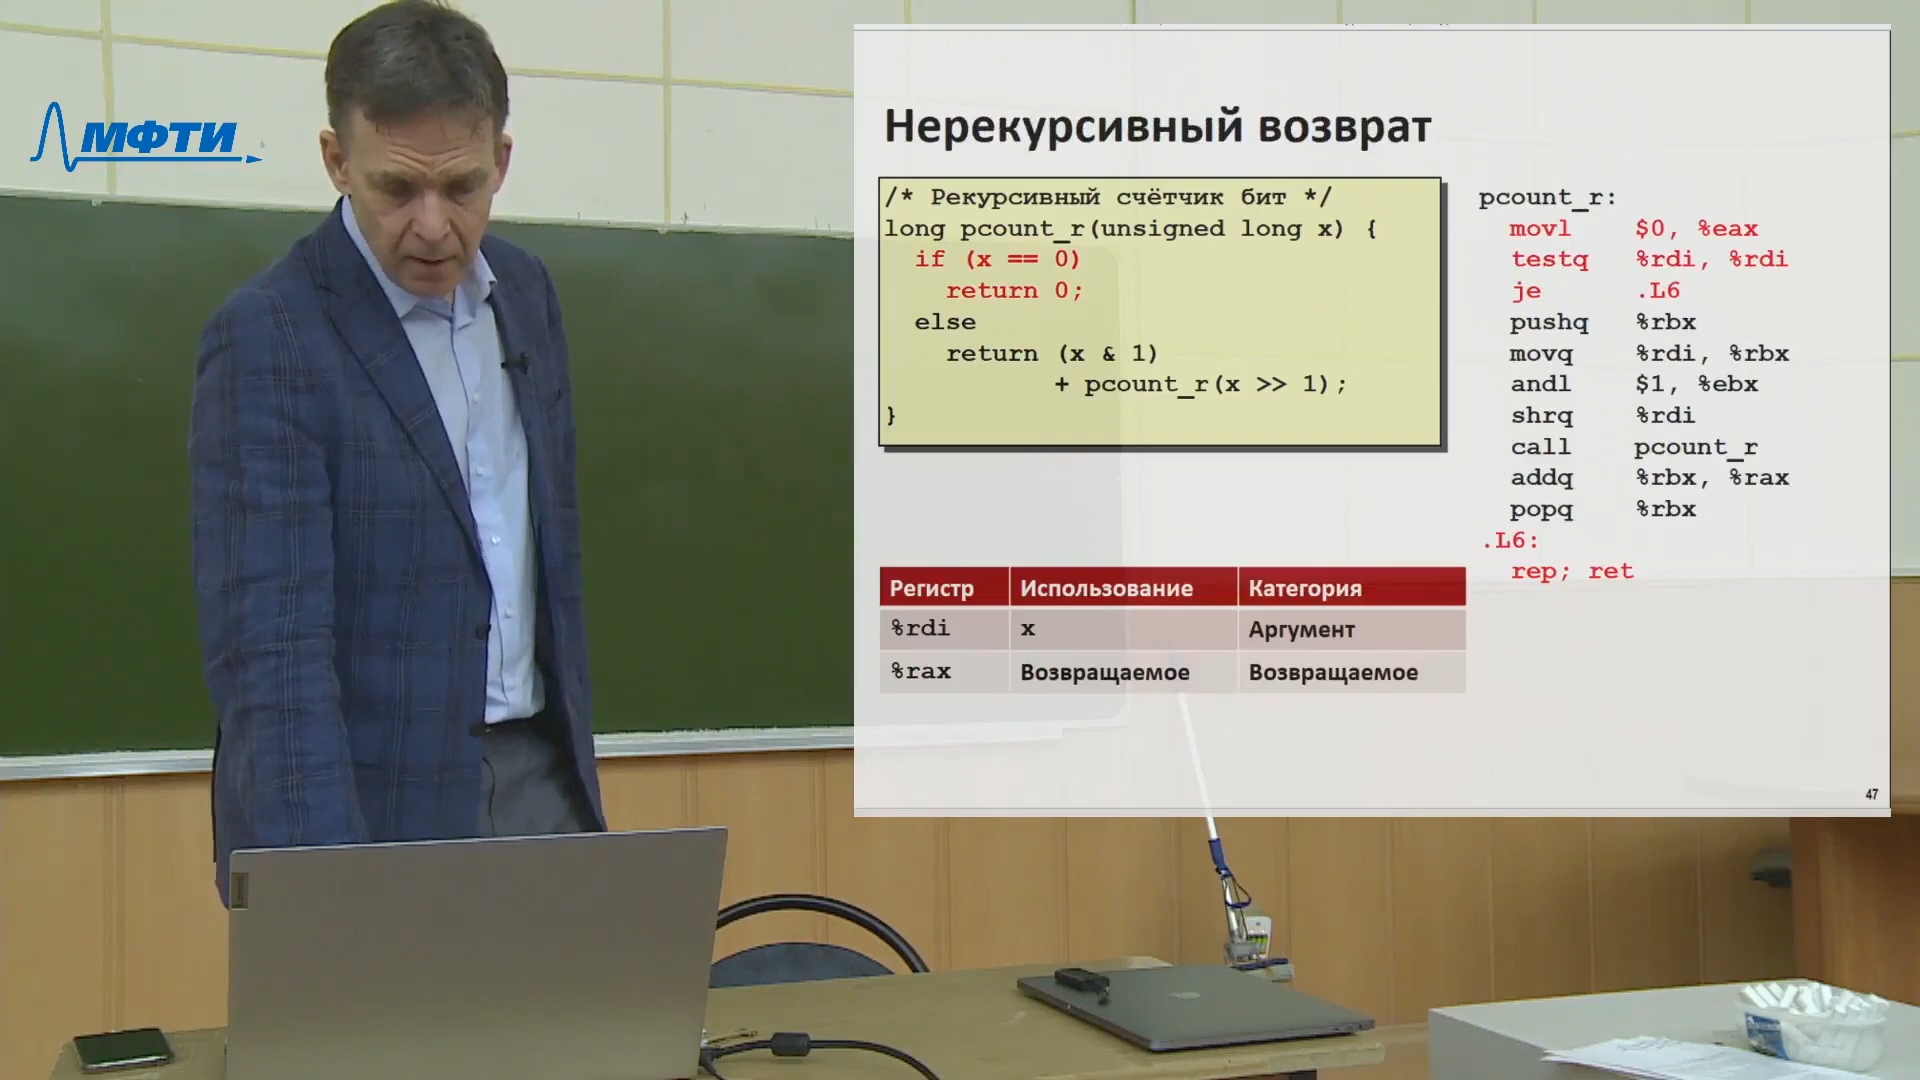 МФТИ
Нерекурсивный возврат
/* Рекурсивный счётчик бит */
long pcount_r(unsigned long x) {
if (x == 0)
return 0;
else
return (x & 1)
+ pcount_r(x >> 1);
}
pcount_r:
movl $0, %eax
testq %rdi, %rdi
je .L6
pushq %rbx
movq %rdi, %rbx
andl $1, %ebx
shrq %rdi
call pcount_r
addq %rbx, %rax
popq %rbx
.L6:
rep; ret
Регистр Использование Категория
%rdi x Аргумент
%rax Возвращаемое Возвращаемое
47